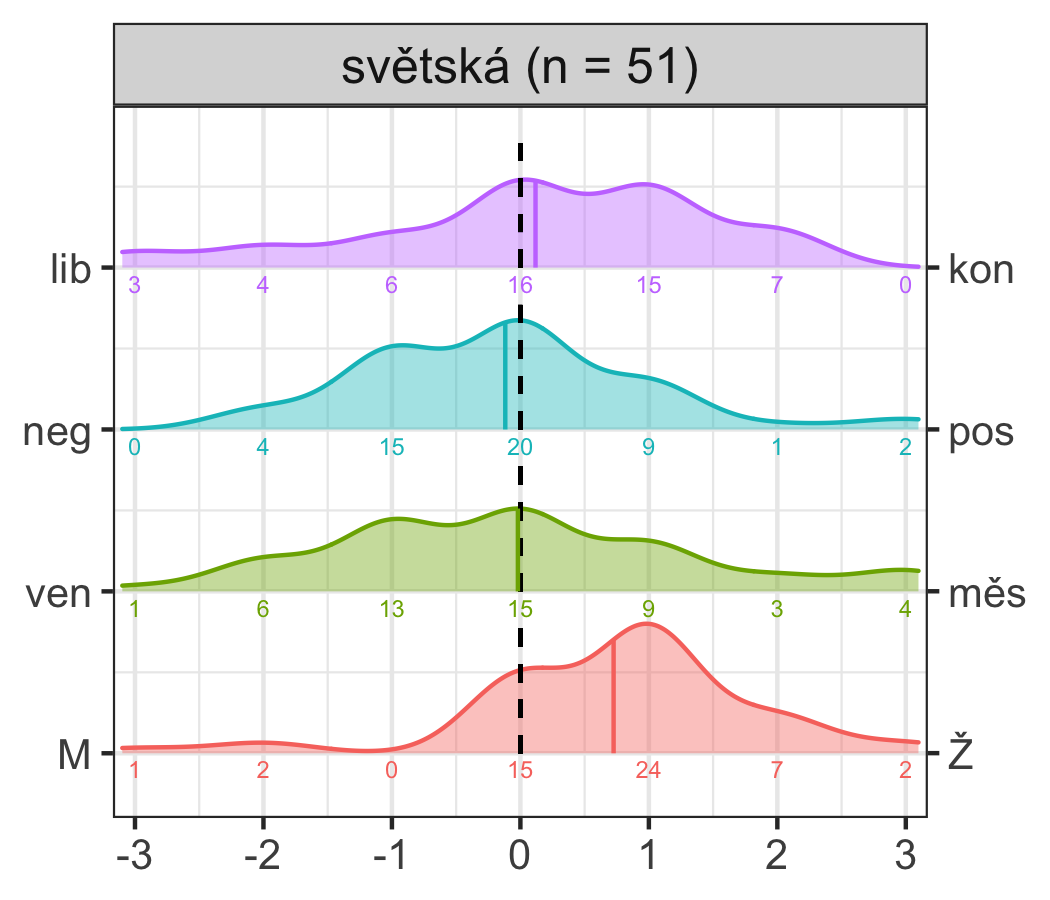 světská (n = 51)
lib kon
3 4 6 16 15 7 0
neg pos
0 4 15 20 9 1 2
ven měs
1 6 13 15 9 3 4
M Ž
1 2 0 15 24 7 2
-3 -2 -1 0 1 2 3